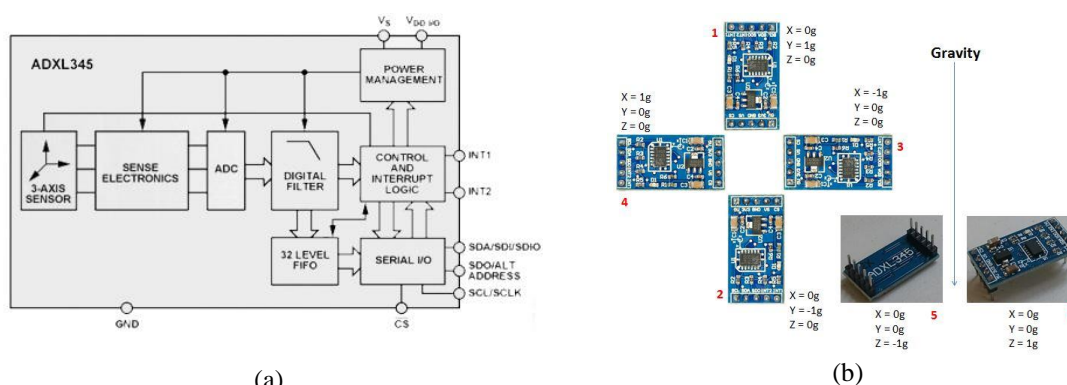 V_S
V_DD I/O
ADXL345
POWER
MANAGEMENT
3-AXIS
SENSOR
SENSE
ELECTRONICS
ADC
DIGITAL
FILTER
CONTROL
AND
INTERRUPT
LOGIC
INT1
INT2
32 LEVEL
FIFO
SERIAL I/O
SDA/SDI/SDIO
SDO/ALT
ADDRESS
SCL/SCLK
GND
CS
(a)
1
X = 0g
Y = 1g
Z = 0g
Gravity
X = 1g
Y = 0g
Z = 0g
X = -1g
Y = 0g
Z = 0g
4
3
2
X = 0g
Y = -1g
Z = 0g
ADXL345
X = 0g
Y = 0g
Z = -1g
5
X = 0g
Y = 0g
Z = 1g
(b)